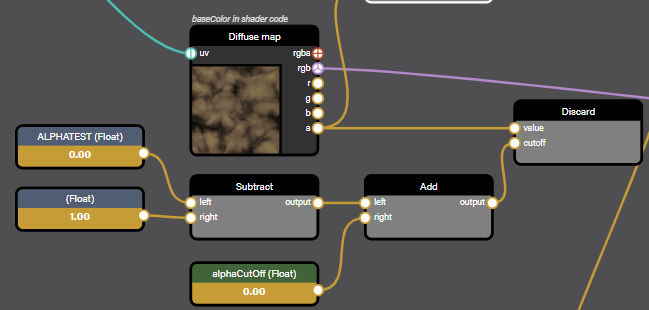 baseColor in shader code
Diffuse map
uv
rgba
rgb
r
g
b
a
Discard
value
cutoff
ALPHATEST (Float)
0.00
(Float)
1.00
Subtract
left
output
right
Add
left
output
right
alphaCutOff (Float)
0.00